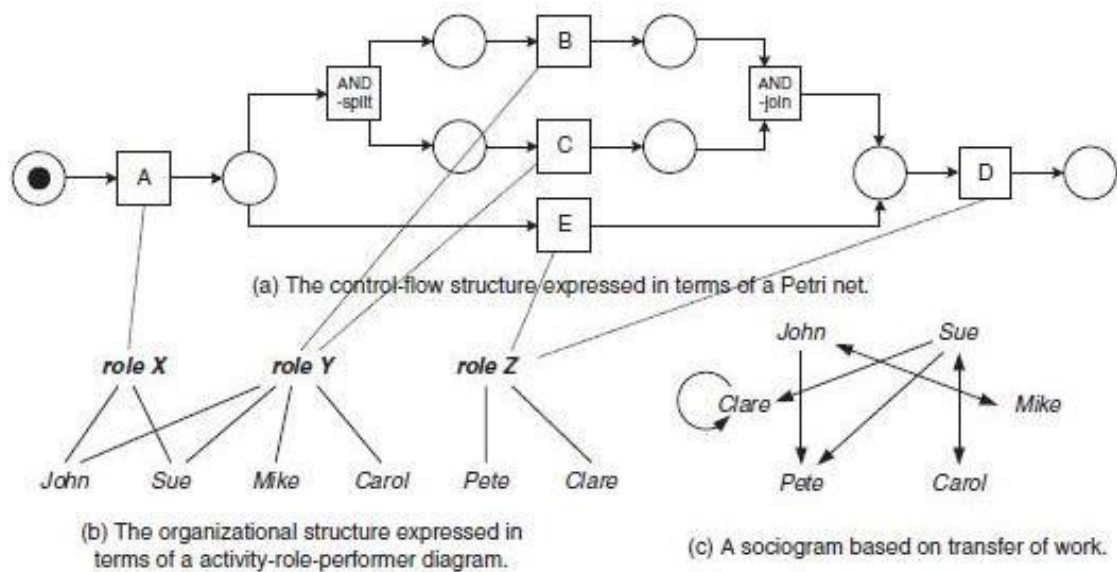 B
AND
-split
AND
-join
C
A
D
E
(a) The control-flow structure expressed in terms of a Petri net.
John
Sue
role X
role Y
role Z
Clare
Mike
John
Sue
Mike
Carol
Pete
Clare
Pete
Carol
(b) The organizational structure expressed in
terms of a activity-role-performer diagram.
(c) A sociogram based on transfer of work.